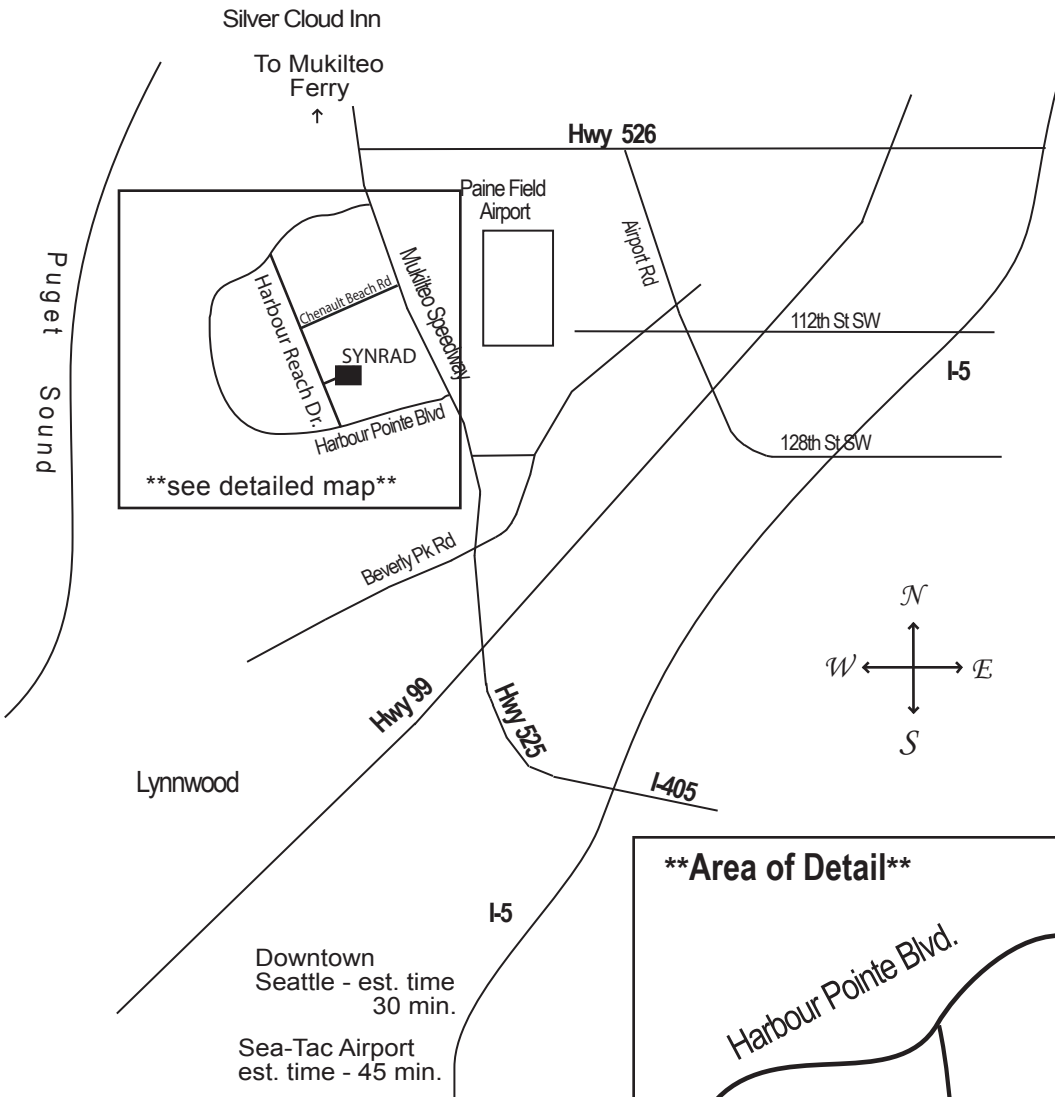 Silver Cloud Inn
To Mukilteo
Ferry
↑
Hwy 526
Paine Field
Airport
Airport Rd
Mukilteo Speedway
Puget Sound
Chenault Beach Rd
Harbour Reach Dr.
SYNRAD
Harbour Pointe Blvd
**see detailed map**
112th St SW
I-5
128th St SW
Beverly Pk Rd
N
W
E
S
Hwy 99
Hwy 525
Lynnwood
I-405
**Area of Detail**
I-5
Harbour Pointe Blvd.
Downtown
Seattle - est. time
30 min.
Sea-Tac Airport
est. time - 45 min.